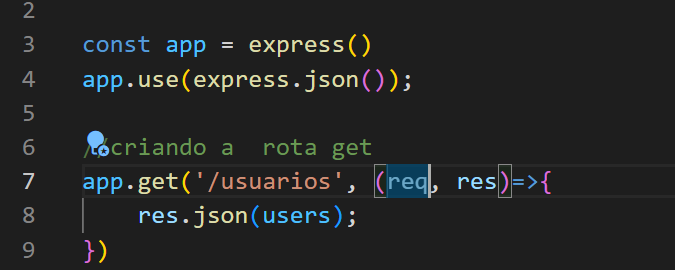 2
3 const app = express()
4 app.use(express.json());
5
6 //criando a  rota get
7 app.get('/usuarios', (req, res)=>{
8     res.json(users);
9 })